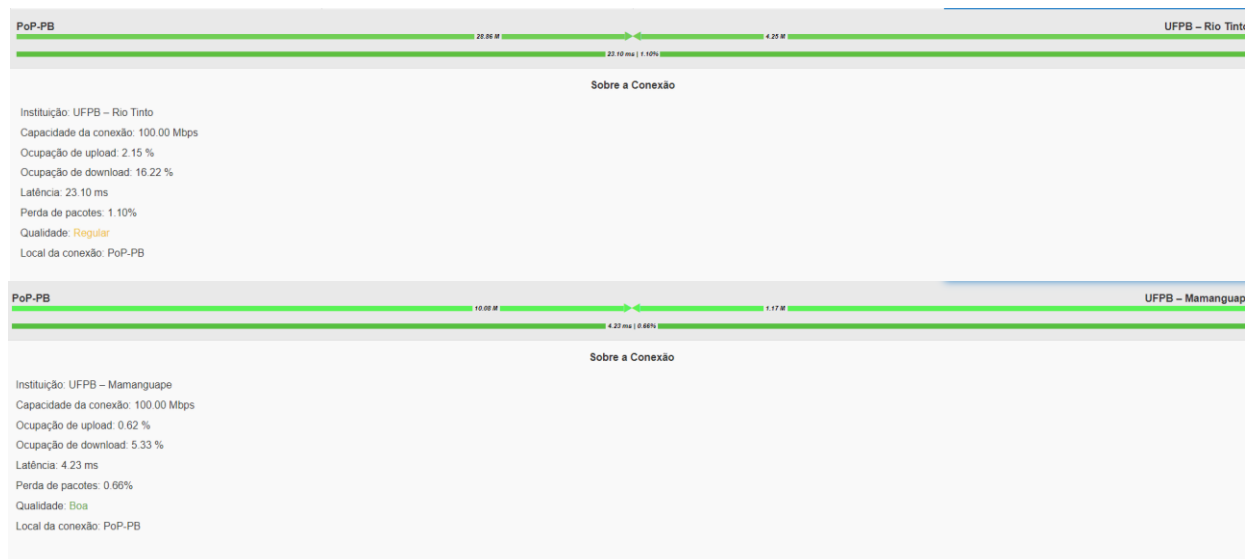 PoP-PB UFPB – Rio Tinto
28.86 M 4.25 M
23.10 ms | 1.10%
Sobre a Conexão
Instituição: UFPB – Rio Tinto
Capacidade da conexão: 100.00 Mbps
Ocupação de upload: 2.15 %
Ocupação de download: 16.22 %
Latência: 23.10 ms
Perda de pacotes: 1.10%
Qualidade: Regular
Local da conexão: PoP-PB
PoP-PB UFPB – Mamanguap
10.05 M 1.17 M
4.23 ms | 0.66%
Sobre a Conexão
Instituição: UFPB – Mamanguape
Capacidade da conexão: 100.00 Mbps
Ocupação de upload: 0.62 %
Ocupação de download: 5.33 %
Latência: 4.23 ms
Perda de pacotes: 0.66%
Qualidade: Boa
Local da conexão: PoP-PB